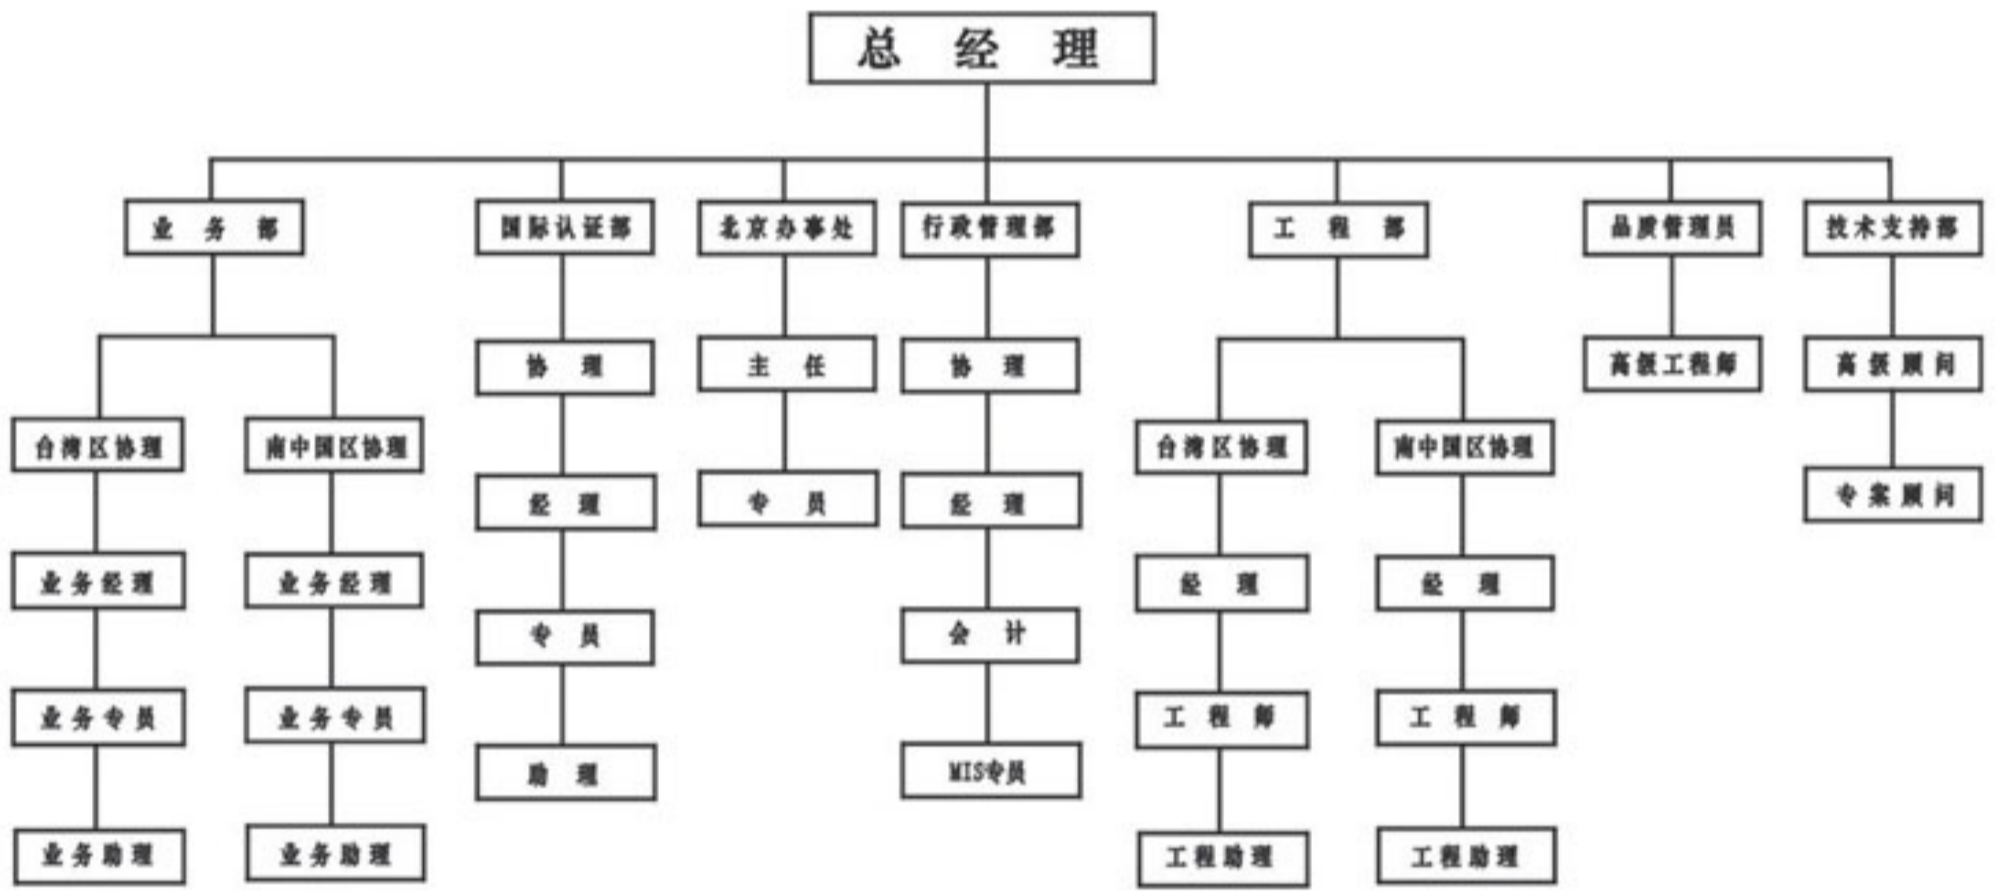 总 经 理
业 务 部
国际认证部
北京办事处
行政管理部
工 程 部
品质管理员
技术支持部
协 理
主 任
协 理
高级工程师
高 级 顾 问
台湾区协理
南中国区协理
经 理
专 员
经 理
台湾区协理
南中国区协理
专 案 顾 问
业 务 经 理
业 务 经 理
专 员
会 计
经 理
经 理
业 务 专 员
业 务 专 员
助 理
MIS专员
工 程 师
工 程 师
业 务 助 理
业 务 助 理
工 程 助 理
工 程 助 理